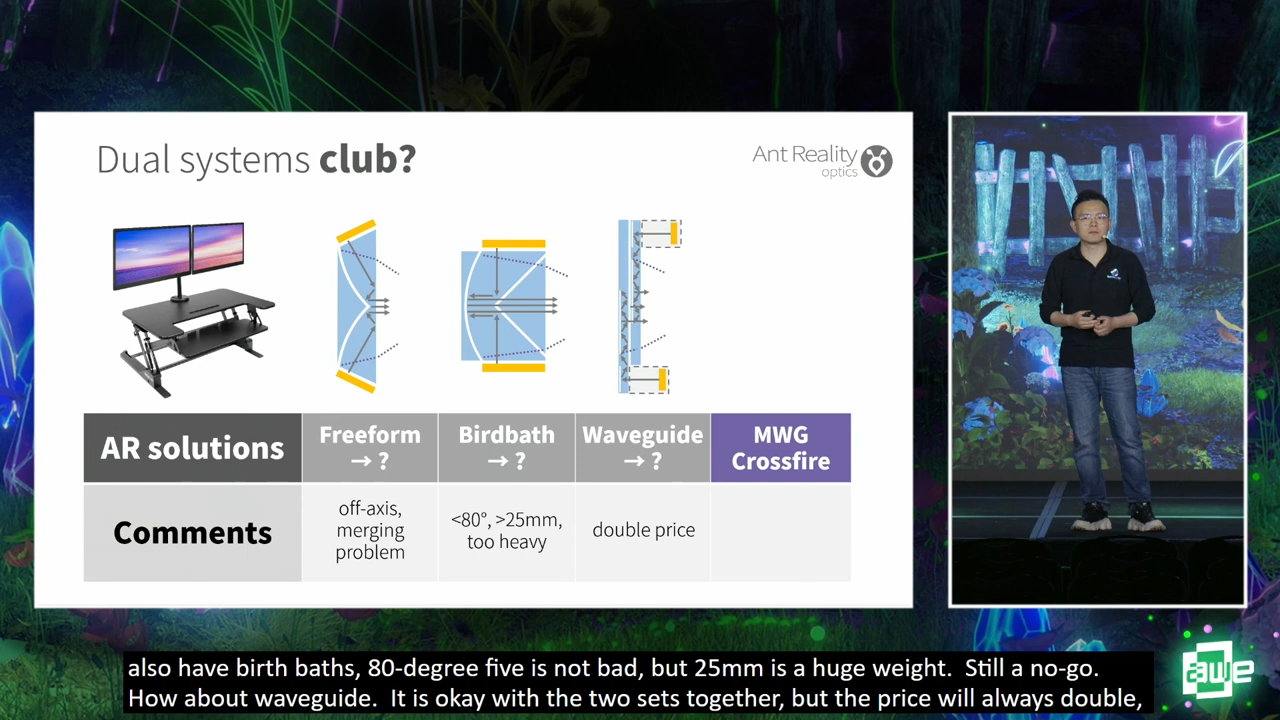 Dual systems club?
Ant Reality
optics
AR solutions
Freeform
→ ?
Birdbath
→ ?
Waveguide
→ ?
MWG
Crossfire
Comments
off-axis,
merging
problem
<80°, >25mm,
too heavy
double price
also have birth baths, 80-degree five is not bad, but 25mm is a huge weight. Still a no-go.
How about waveguide. It is okay with the two sets together, but the price will always double,
awe